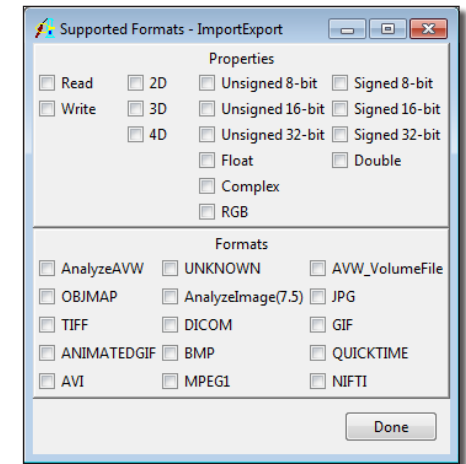 Supported Formats - ImportExport
Properties
Read 2D Unsigned 8-bit Signed 8-bit
Write 3D Unsigned 16-bit Signed 16-bit
4D Unsigned 32-bit Signed 32-bit
Float Double
Complex
RGB
Formats
AnalyzeAVW UNKNOWN AVW_VolumeFile
OBJMAP AnalyzeImage(7.5) JPG
TIFF DICOM GIF
ANIMATEDGIF BMP QUICKTIME
AVI MPEG1 NIFTI
Done